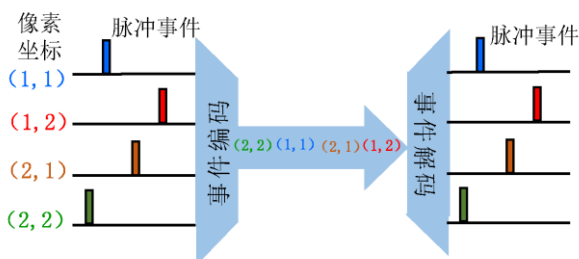 像素
坐标
脉冲事件
(1,1)
(1,2)
(2,1)
(2,2)
事件编码
(2,2)(1,1) (2,1)(1,2)
事件解码
脉冲事件